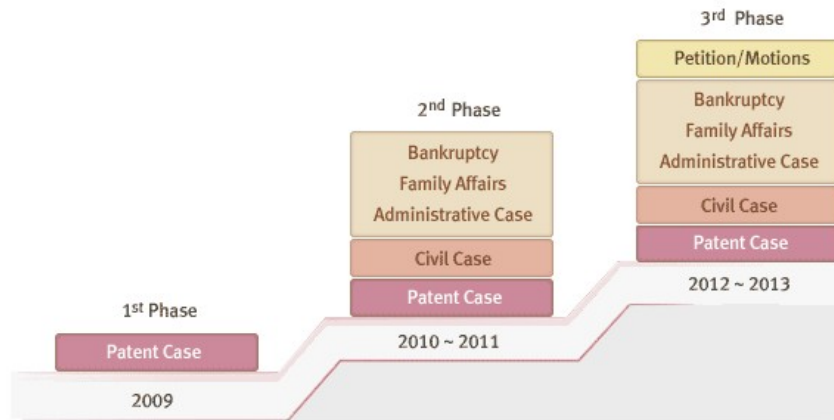 1st Phase
Patent Case
2009
2nd Phase
Bankruptcy
Family Affairs
Administrative Case
Civil Case
Patent Case
2010 ~ 2011
3rd Phase
Petition/Motions
Bankruptcy
Family Affairs
Administrative Case
Civil Case
Patent Case
2012 ~ 2013